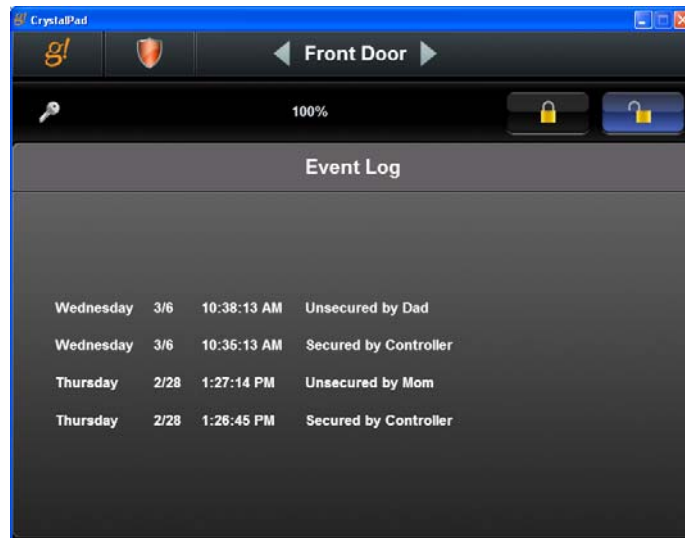 g! CrystalPad
g! Front Door
100%
Event Log
Wednesday 3/6 10:38:13 AM Unsecured by Dad
Wednesday 3/6 10:35:13 AM Secured by Controller
Thursday 2/28 1:27:14 PM Unsecured by Mom
Thursday 2/28 1:26:45 PM Secured by Controller